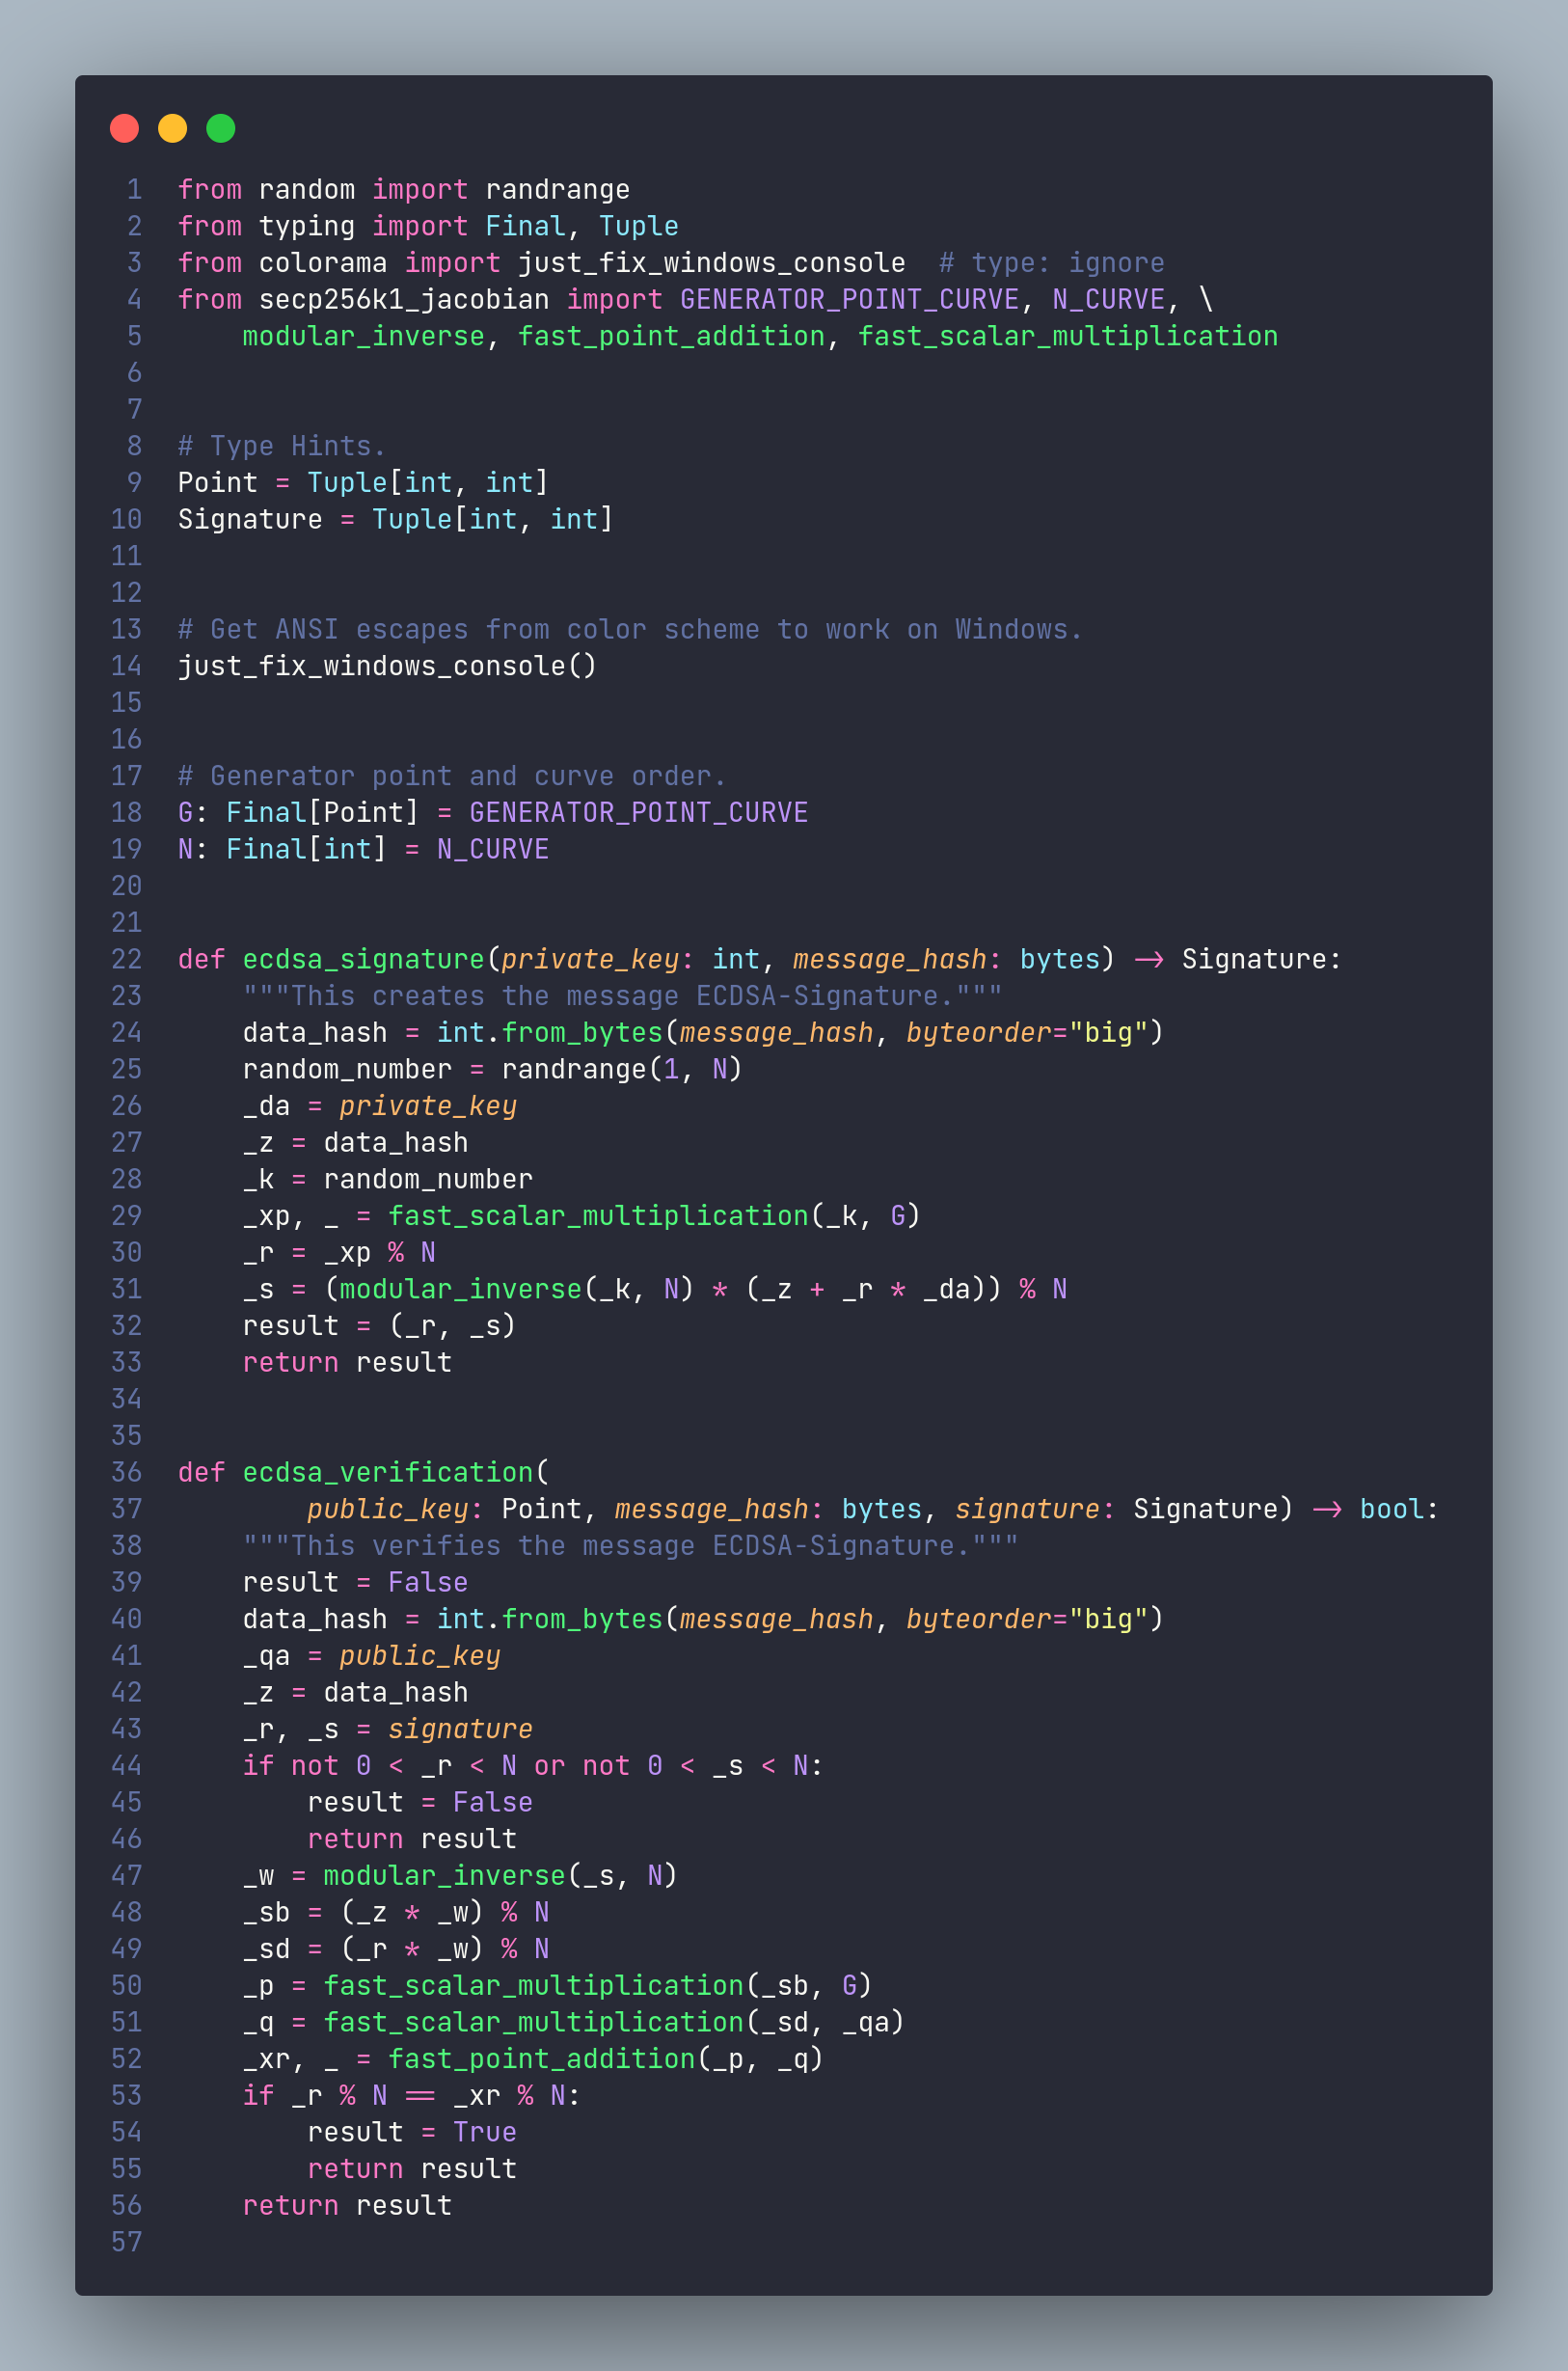 1 from random import randrange
2 from typing import Final, Tuple
3 from colorama import just_fix_windows_console  # type: ignore
4 from secp256k1_jacobian import GENERATOR_POINT_CURVE, N_CURVE, \
5     modular_inverse, fast_point_addition, fast_scalar_multiplication
6
7
8 # Type Hints.
9 Point = Tuple[int, int]
10 Signature = Tuple[int, int]
11
12
13 # Get ANSI escapes from color scheme to work on Windows.
14 just_fix_windows_console()
15
16
17 # Generator point and curve order.
18 G: Final[Point] = GENERATOR_POINT_CURVE
19 N: Final[int] = N_CURVE
20
21
22 def ecdsa_signature(private_key: int, message_hash: bytes) -> Signature:
23     """This creates the message ECDSA-Signature."""
24     data_hash = int.from_bytes(message_hash, byteorder="big")
25     random_number = randrange(1, N)
26     _da = private_key
27     _z = data_hash
28     _k = random_number
29     _xp, _ = fast_scalar_multiplication(_k, G)
30     _r = _xp % N
31     _s = (modular_inverse(_k, N) * (_z + _r * _da)) % N
32     result = (_r, _s)
33     return result
34
35
36 def ecdsa_verification(
37         public_key: Point, message_hash: bytes, signature: Signature) -> bool:
38     """This verifies the message ECDSA-Signature."""
39     result = False
40     data_hash = int.from_bytes(message_hash, byteorder="big")
41     _qa = public_key
42     _z = data_hash
43     _r, _s = signature
44     if not 0 < _r < N or not 0 < _s < N:
45         result = False
46         return result
47     _w = modular_inverse(_s, N)
48     _sb = (_z * _w) % N
49     _sd = (_r * _w) % N
50     _p = fast_scalar_multiplication(_sb, G)
51     _q = fast_scalar_multiplication(_sd, _qa)
52     _xr, _ = fast_point_addition(_p, _q)
53     if _r % N == _xr % N:
54         result = True
55         return result
56     return result
57